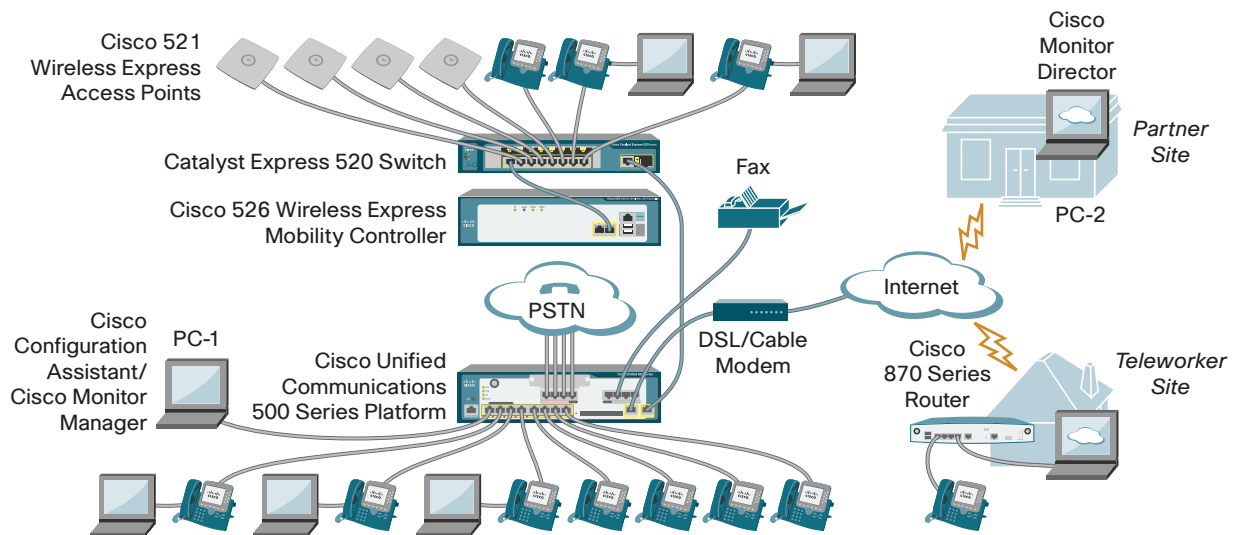 Cisco 521
Wireless Express
Access Points
Cisco
Monitor
Director
Partner
Site
PC-2
Catalyst Express 520 Switch
Fax
Cisco 526 Wireless Express
Mobility Controller
PSTN
Internet
DSL/Cable
Modem
Cisco
Configuration
Assistant/
Cisco Monitor
Manager
PC-1
Cisco Unified
Communications
500 Series Platform
Cisco
870 Series
Router
Teleworker
Site